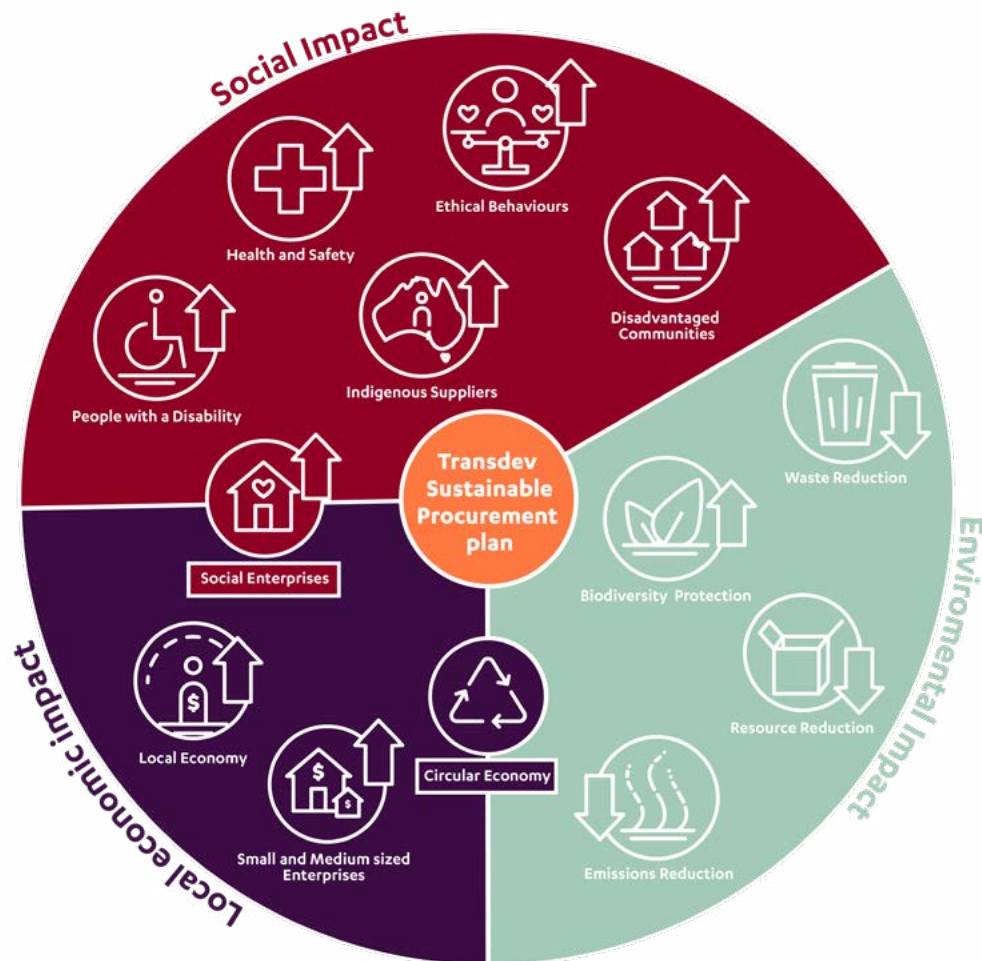 Social Impact
Ethical Behaviours
Health and Safety
Disadvantaged
Communities
People with a Disability
Indigenous Suppliers
Transdev
Sustainable
Procurement
plan
Waste Reduction
Social Enterprises
Biodiversity Protection
Enviromental Impact
Local economic impact
$
Local Economy
Resource Reduction
Circular Economy
$
$
Small and Medium sized
Enterprises
Emissions Reduction